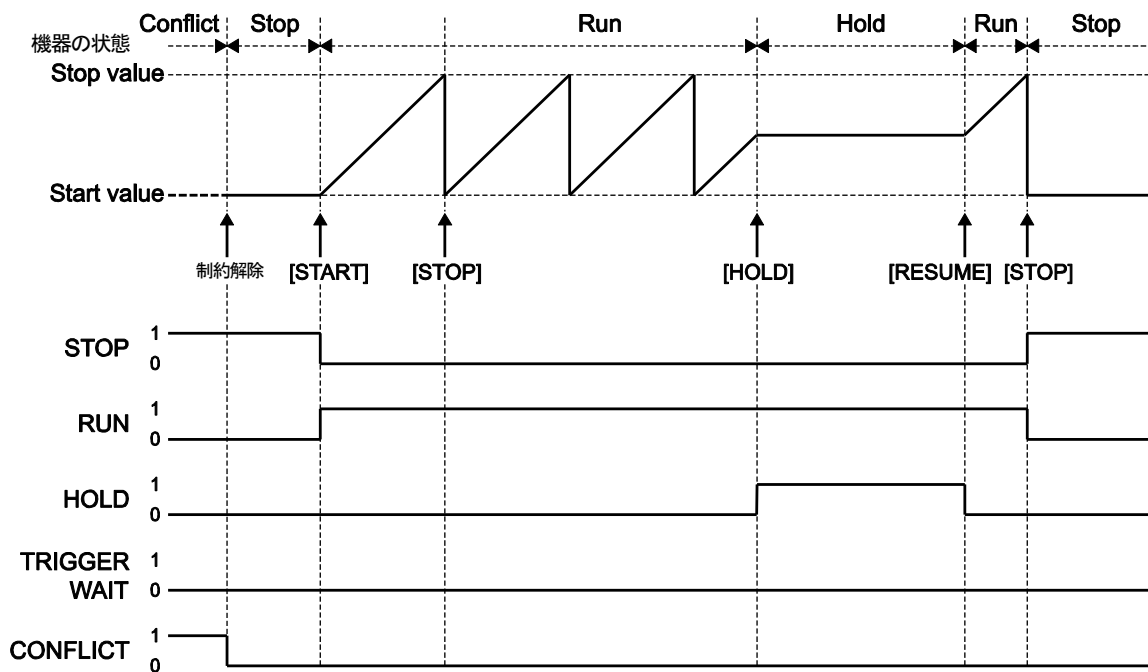 Conflict Stop Run Hold Run Stop
機器の状態
Stop value
Start value
制約解除 [START] [STOP] [HOLD] [RESUME] [STOP]
STOP 1
0
RUN 1
0
HOLD 1
0
TRIGGER 1
WAIT 0
CONFLICT 1
0